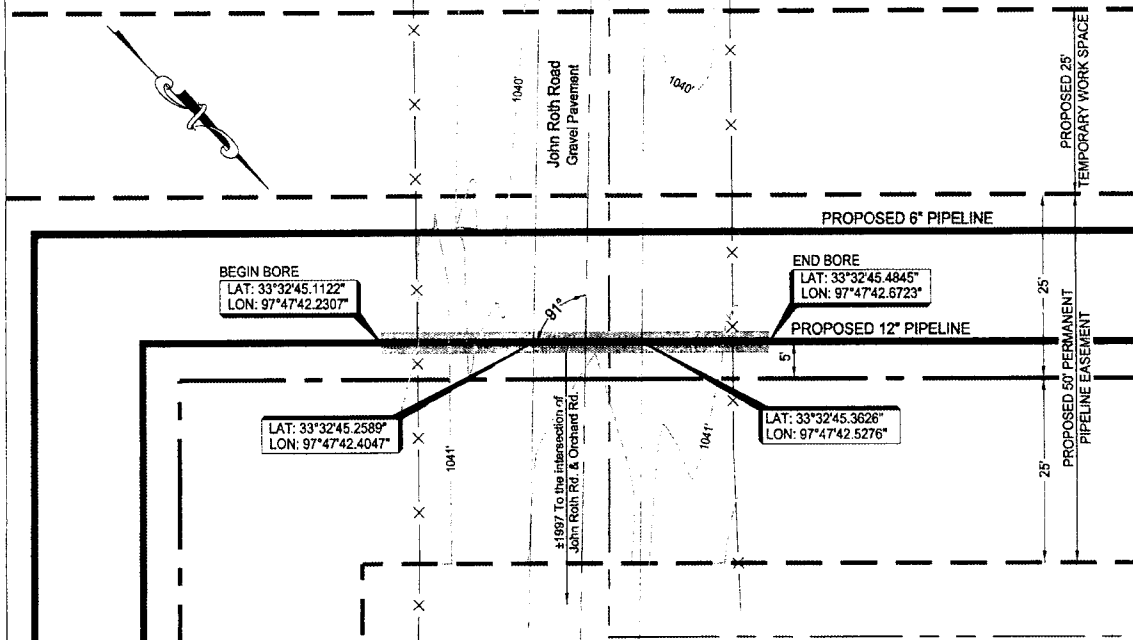 1040'
John Roth Road
Gravel Pavement
1040'
PROPOSED 25'
TEMPORARY WORK SPACE
PROPOSED 6" PIPELINE
BEGIN BORE
LAT: 33°32'45.1122"
LON: 97°47'42.2307"
END BORE
LAT: 33°32'45.4845"
LON: 97°47'42.6723"
91°
25'
PROPOSED 12" PIPELINE
5'
PROPOSED 50' PERMANENT
PIPELINE EASEMENT
LAT: 33°32'45.2589"
LON: 97°47'42.4047"
LAT: 33°32'45.3626"
LON: 97°47'42.5276"
1041'
±1997 To the intersection of
John Roth Rd. & Orchard Rd.
1041'
25'